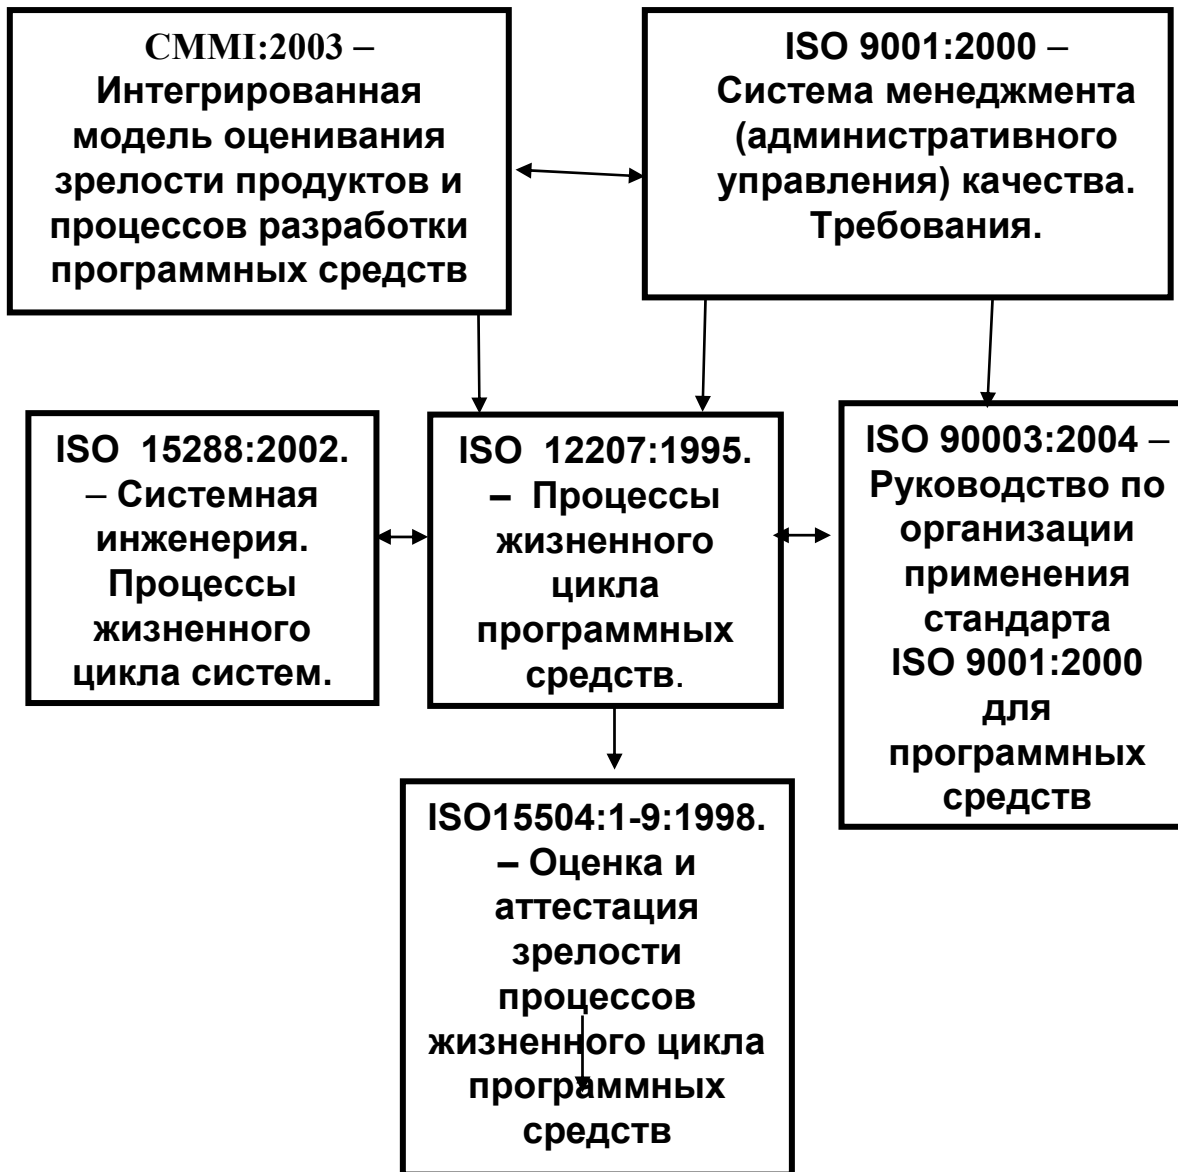 CMMI:2003 –
Интегрированная
модель оценивания
зрелости продуктов и
процессов разработки
программных средств
ISO 9001:2000 –
Система менеджмента
(административного
управления) качества.
Требования.
ISO 15288:2002.
– Системная
инженерия.
Процессы
жизненного
цикла систем.
ISO 12207:1995.
– Процессы
жизненного
цикла
программных
средств.
ISO 90003:2004 –
Руководство по
организации
применения
стандарта
ISO 9001:2000
для
программных
средств
ISO15504:1-9:1998.
– Оценка и
аттестация
зрелости
процессов
жизненного цикла
программных
средств